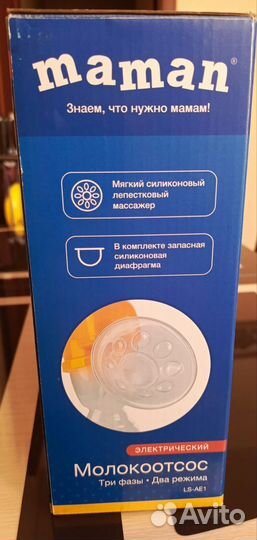 maman®
Знаем, что нужно мамам!
Мягкий силиконовый
лепестковый
массажер
В комплекте запасная
силиконовая
диафрагма
ЭЛЕКТРИЧЕСКИЙ
Молокоотсос
Три фазы • Два режима
LS-AE1
Avito